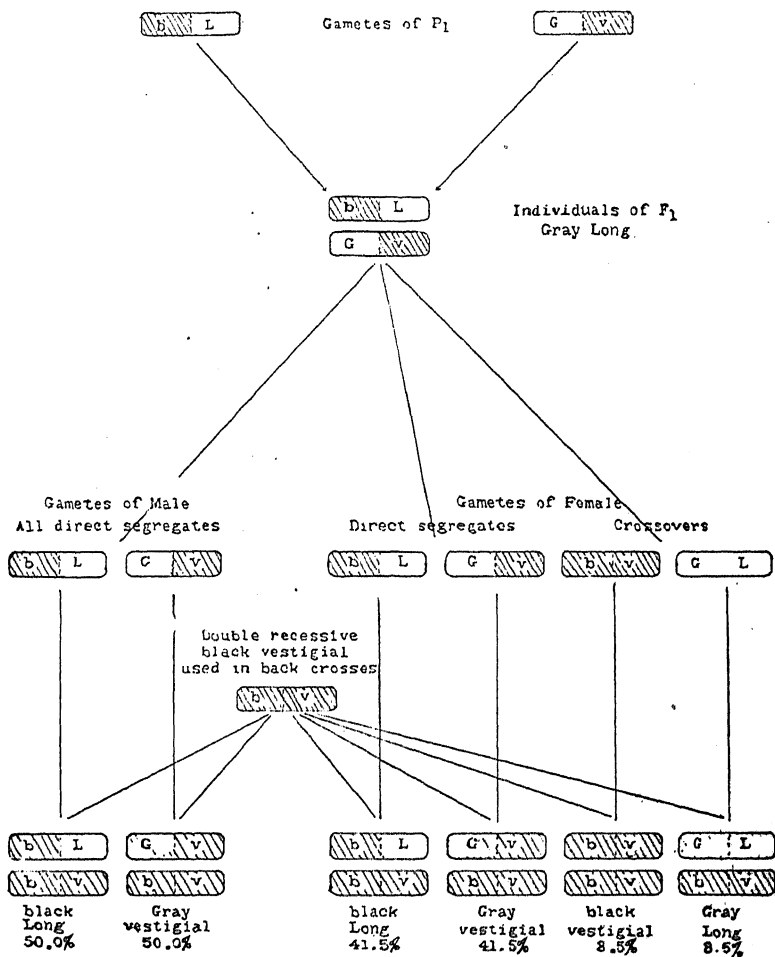 b L Gametes of P1 G v
b L
G v
Individuals of F1
Gray Long
Gametes of Male
All direct segregates
Gametes of Female
Direct segregates Crossovers
b L G v b L G v b v G L
Double recessive
black vestigial
used in back crosses
b v
b L G v b L G v b v G L
b v b v b v b v b v b v
black
Long
50.0%
Gray
vestigial
50.0%
black
Long
41.5%
Gray
vestigial
41.5%
black
vestigial
8.5%
Gray
Long
8.5%